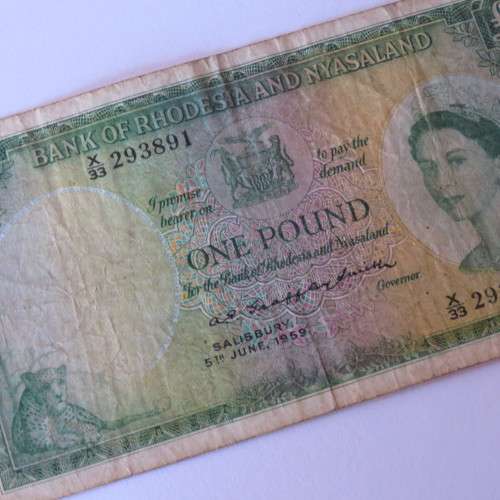 BANK OF RHODESIA AND NYASALAND
X/33 293891
I promise to pay the
bearer on demand
ONE POUND
for the Bank of Rhodesia and Nyasaland
Governor.
SALISBURY,
5TH JUNE, 1959.
X/33 29